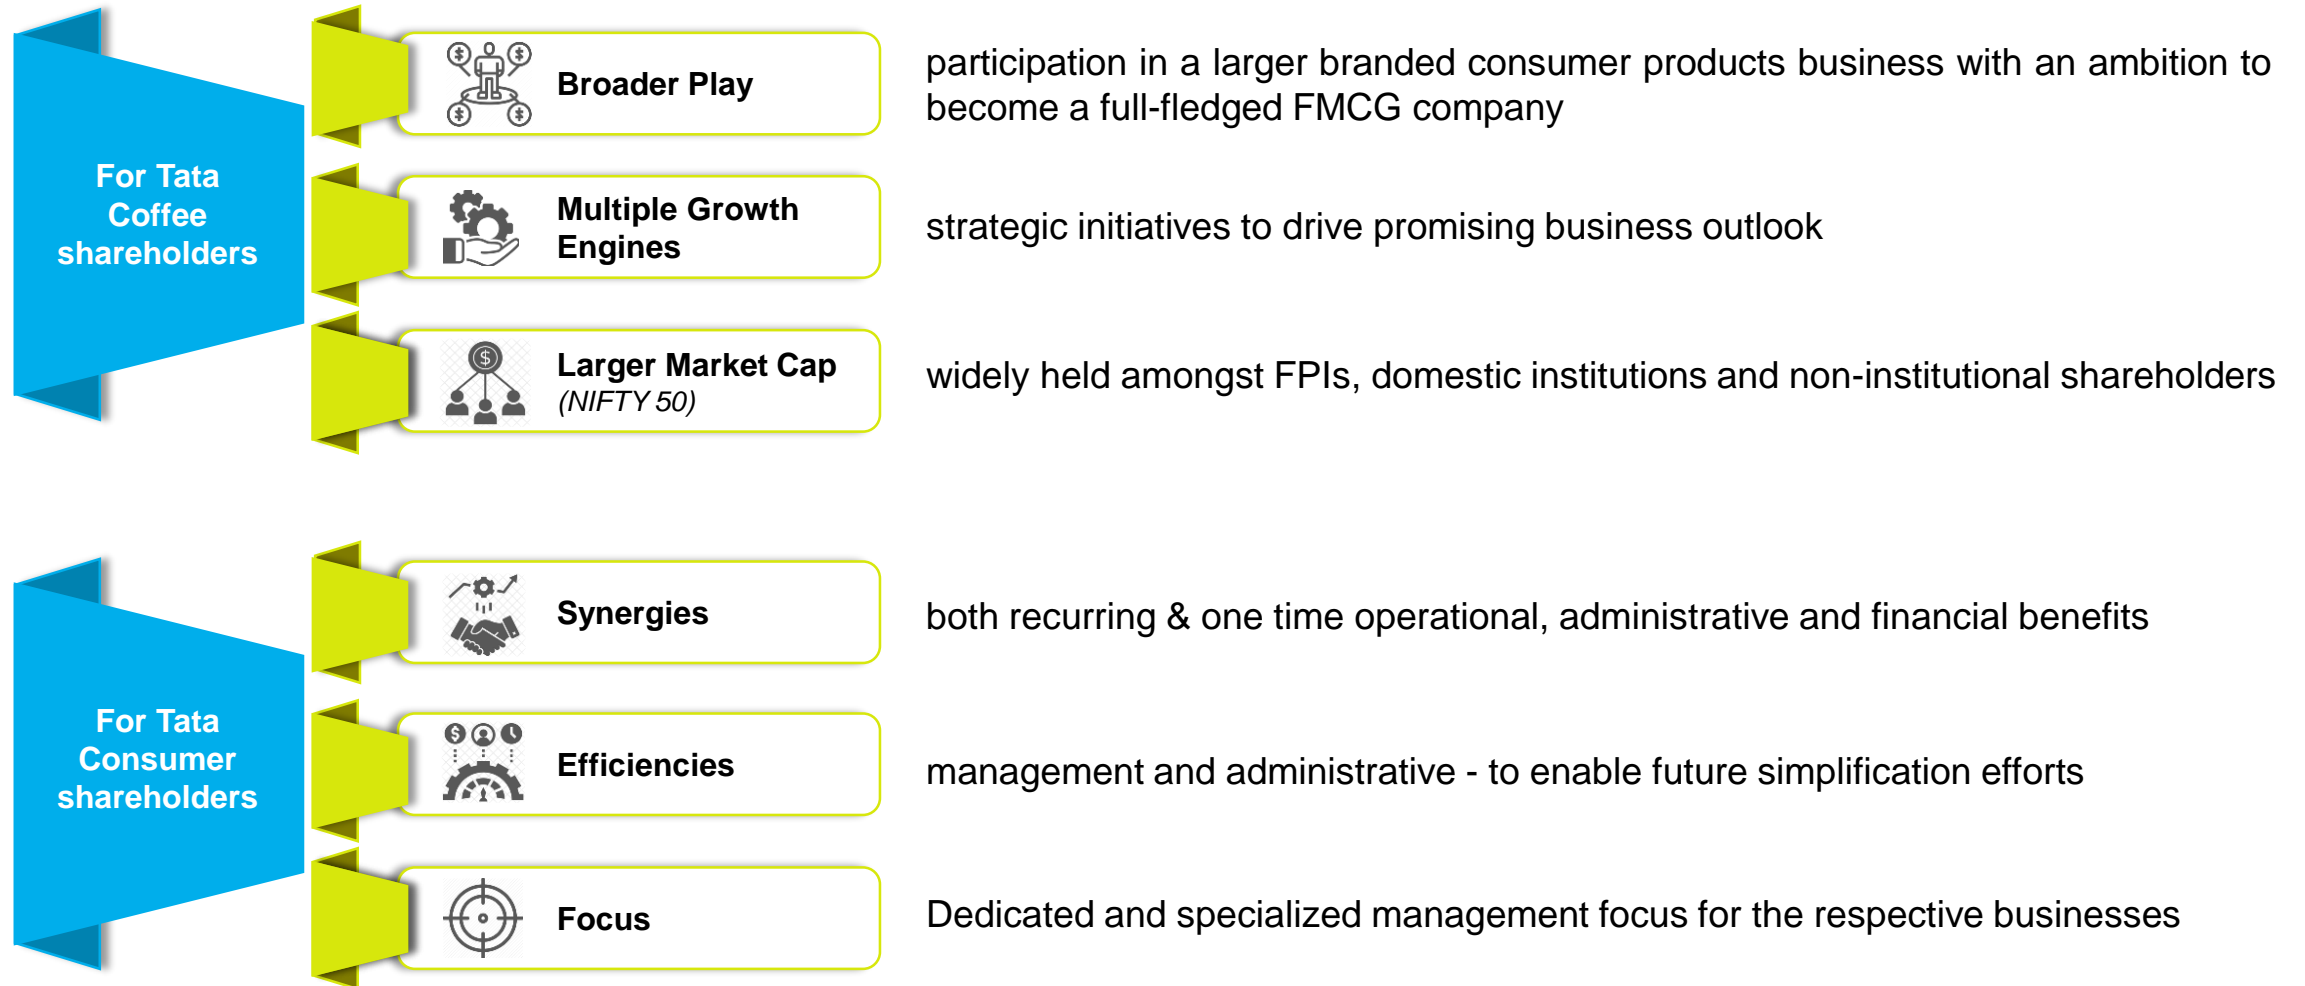 For Tata
Coffee
shareholders
Broader Play
participation in a larger branded consumer products business with an ambition to
become a full-fledged FMCG company
Multiple Growth
Engines
strategic initiatives to drive promising business outlook
Larger Market Cap
(NIFTY 50)
widely held amongst FPIs, domestic institutions and non-institutional shareholders
For Tata
Consumer
shareholders
Synergies
both recurring & one time operational, administrative and financial benefits
Efficiencies
management and administrative - to enable future simplification efforts
Focus
Dedicated and specialized management focus for the respective businesses